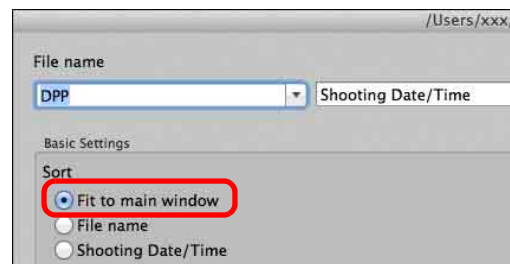 /Users/xxx/
File name
DPP Shooting Date/Time
Basic Settings
Sort
Fit to main window
File name
Shooting Date/Time